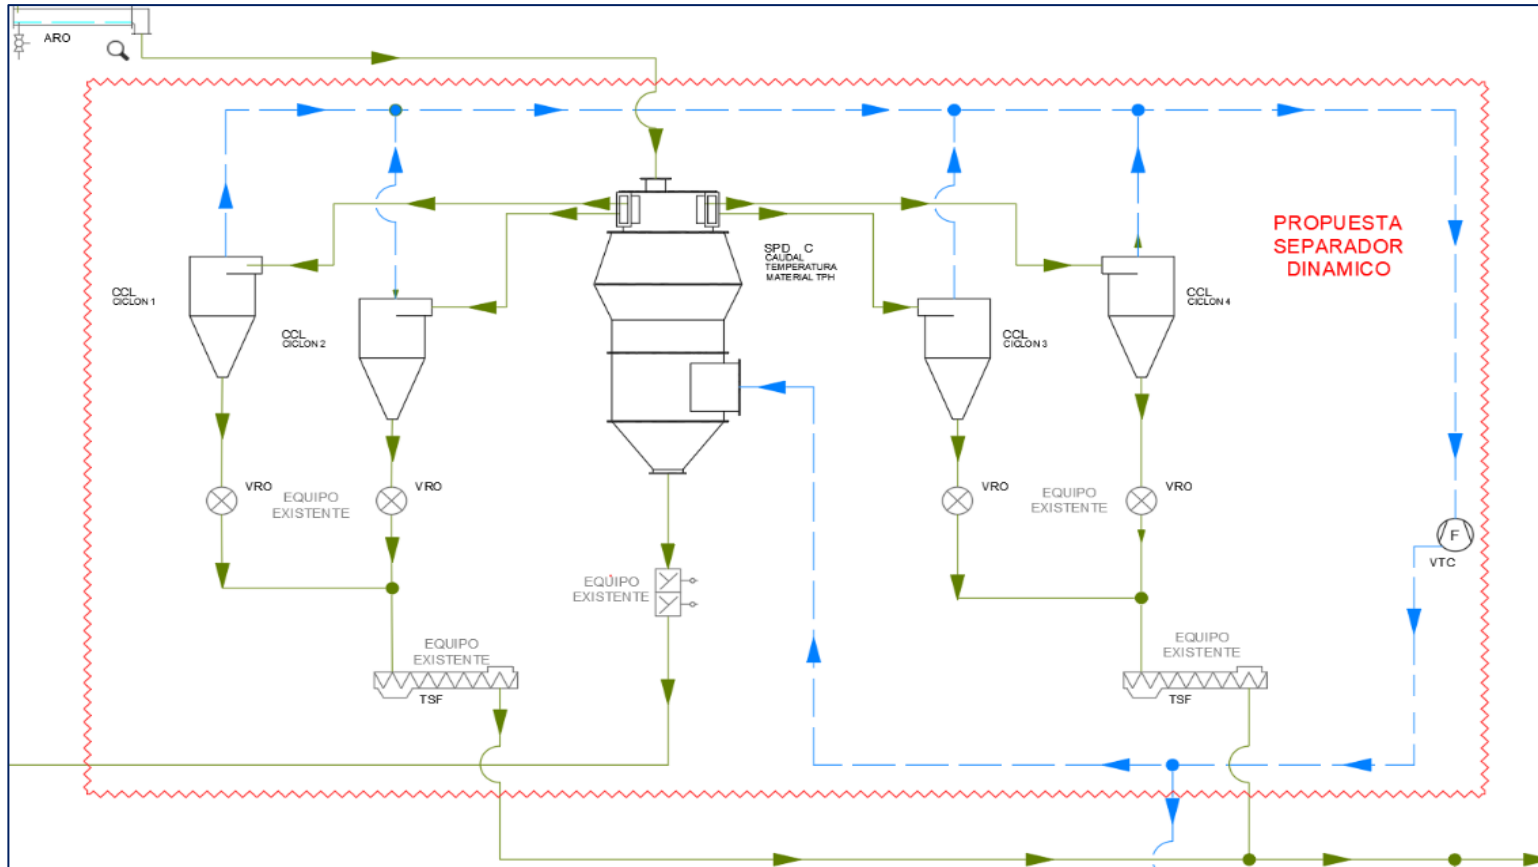 ARO
PROPUESTA
SEPARADOR
DINAMICO
SPD_C
CAUDAL
TEMPERATURA
MATERIAL TPH
CCL
CICLON 1
CCL
CICLON 2
CCL
CICLON 3
CCL
CICLON 4
VRO
EQUIPO
EXISTENTE
VRO
VRO
EQUIPO
EXISTENTE
VRO
F
VTC
EQUIPO
EXISTENTE
EQUIPO
EXISTENTE
TSF
EQUIPO
EXISTENTE
TSF